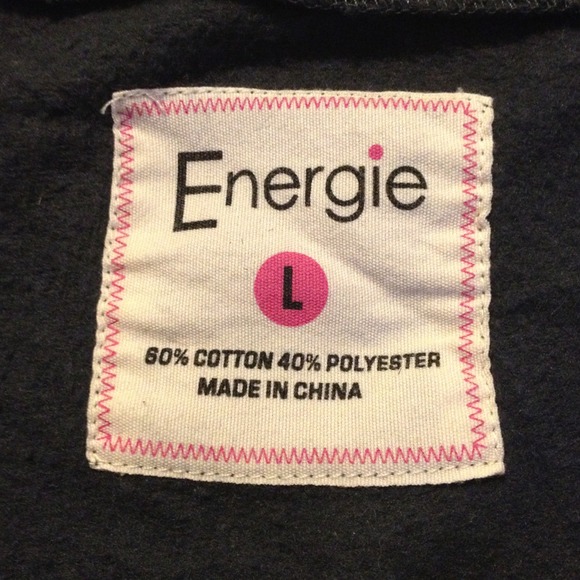 Energie
L
60% COTTON 40% POLYESTER
MADE IN CHINA